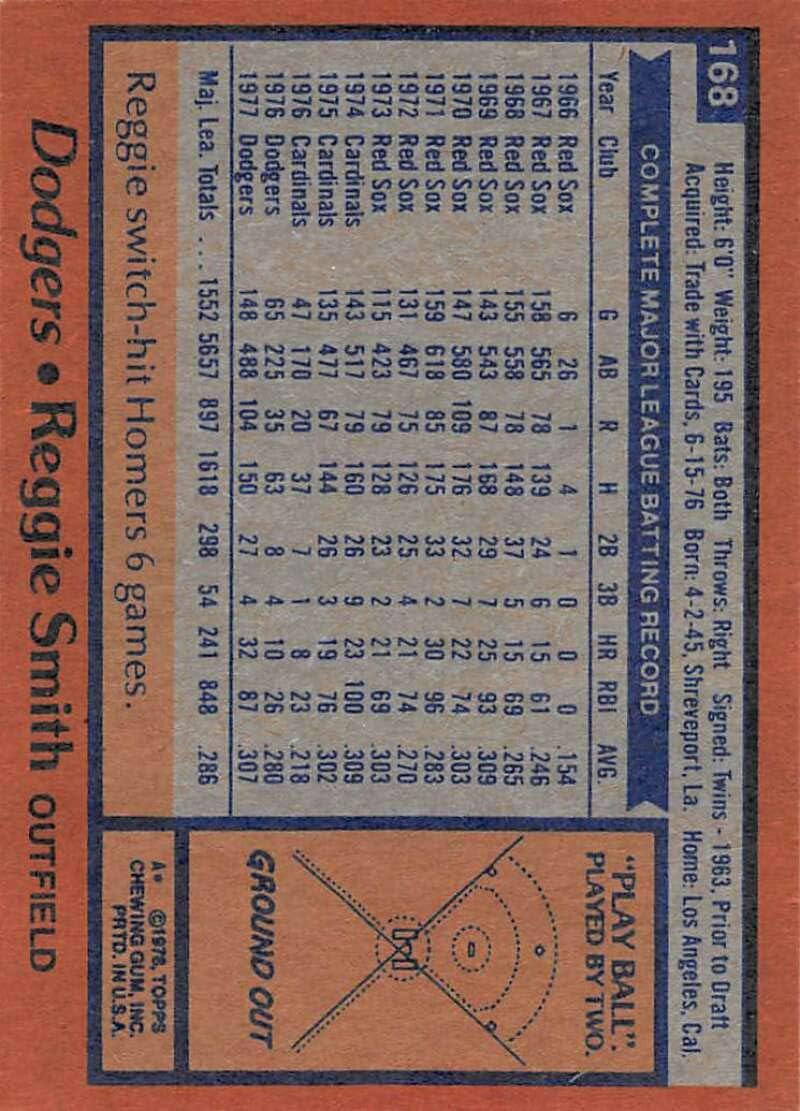 168
Height: 6'0" Weight: 195 Bats: Both Throws: Right Signed: Twins - 1963, Prior to Draft
Acquired: Trade with Cards, 6-15-76 Born: 4-2-45, Shreveport, La. Home: Los Angeles, Cal.
COMPLETE MAJOR LEAGUE BATTING RECORD
Year Club G AB R H 2B 3B HR RBI AVG.
1966 Red Sox 6 26 1 4 1 0 0 0 .154
1967 Red Sox 158 565 78 139 24 6 15 61 .246
1968 Red Sox 155 558 78 148 37 5 15 69 .265
1969 Red Sox 143 543 87 168 29 7 25 93 .309
1970 Red Sox 147 580 109 176 32 7 22 74 .303
1971 Red Sox 159 618 85 175 33 2 30 96 .283
1972 Red Sox 131 467 75 126 25 4 21 74 .270
1973 Red Sox 115 423 79 128 23 2 21 69 .303
1974 Cardinals 143 517 79 160 26 9 23 100 .309
1975 Cardinals 135 477 67 144 26 3 19 76 .302
1976 Cardinals 47 170 20 37 7 1 8 23 .218
1976 Dodgers 65 225 35 63 8 4 10 26 .280
1977 Dodgers 148 488 104 150 27 4 32 87 .307
Maj. Lea. Totals ... 1552 5657 897 1618 298 54 241 848 .286
Reggie switch-hit Homers 6 games.
"PLAY BALL".
PLAYED BY TWO.
GROUND OUT
A* ©1978, TOPPS
CHEWING GUM, INC.
PRTD. IN U.S.A.
Dodgers • Reggie Smith OUTFIELD